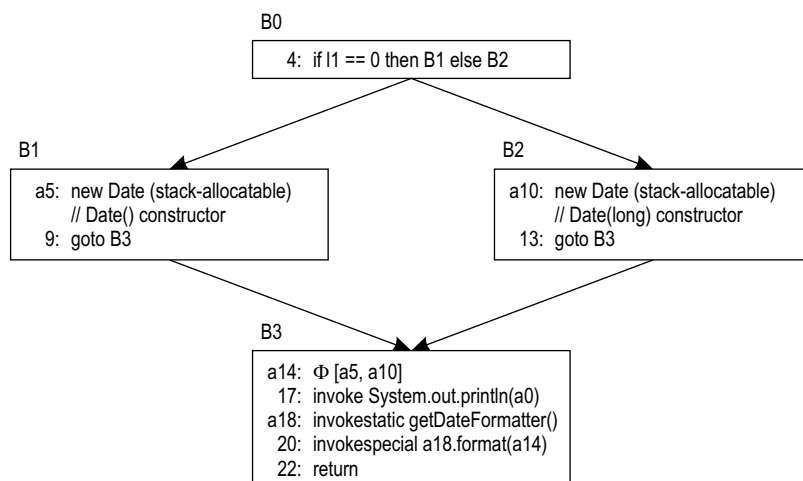 B0
4: if l1 == 0 then B1 else B2
B1
a5: new Date (stack-allocatable)
// Date() constructor
9: goto B3
B2
a10: new Date (stack-allocatable)
// Date(long) constructor
13: goto B3
B3
a14: Φ [a5, a10]
17: invoke System.out.println(a0)
a18: invokestatic getDateFormatter()
20: invokespecial a18.format(a14)
22: return